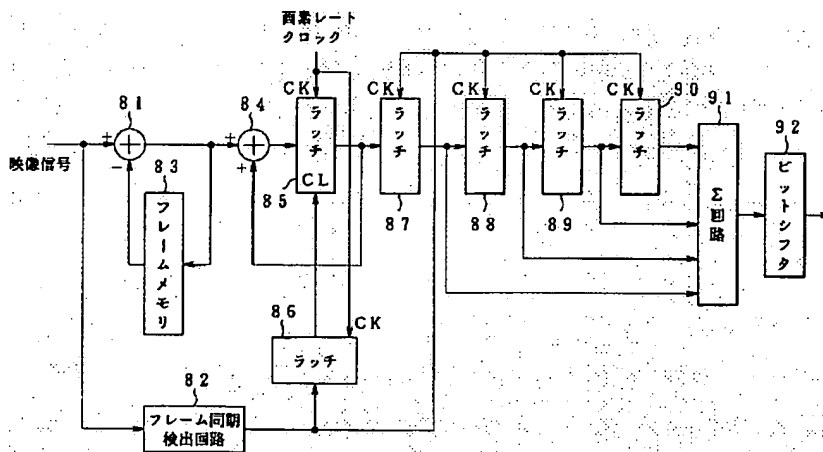 画素レート
クロック
映像信号
81
+
-
83
フレームメモリ
84
+
+
CK
ラッチ
CL
85
CK
ラッチ
87
CK
ラッチ
88
CK
ラッチ
89
CK
ラッチ
90
91
Σ回路
92
ビットシフタ
86
CK
ラッチ
82
フレーム同期
検出回路